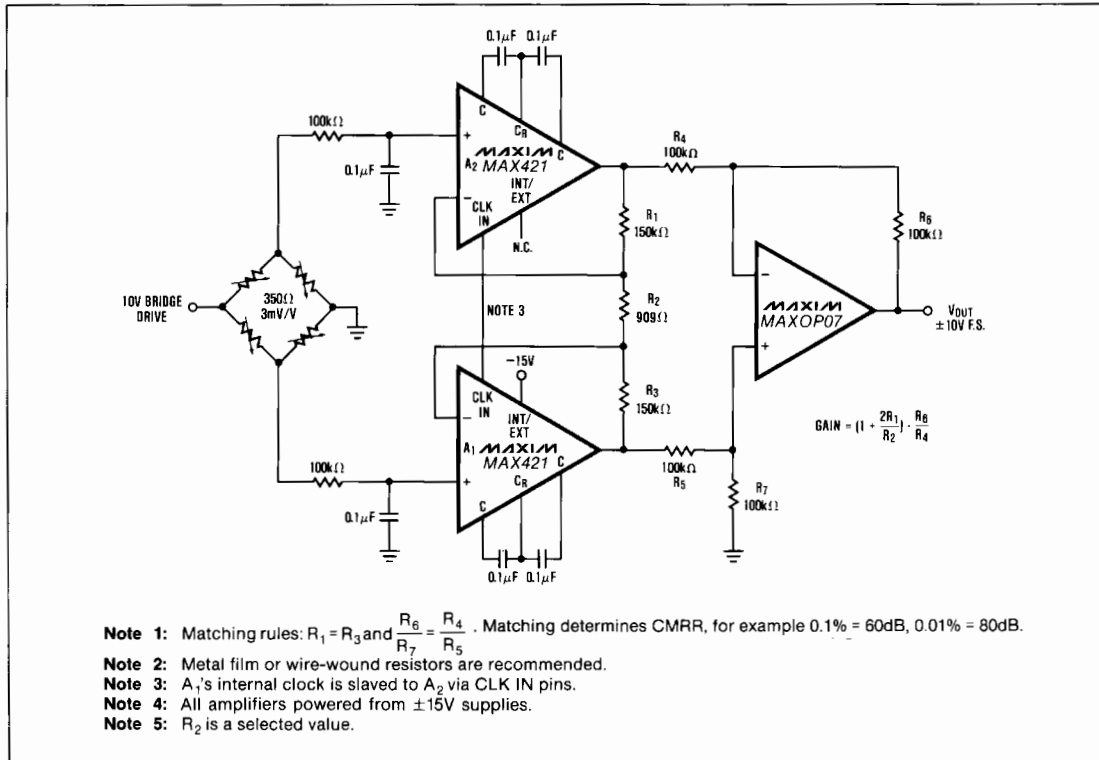 0.1µF 0.1µF
C
CR
C
100kΩ
+
MAXIM
A2 MAX421
INT/
EXT
−
CLK
IN
N.C.
0.1µF
R4
100kΩ
R1
150kΩ
R6
100kΩ
10V BRIDGE
DRIVE
350Ω
3mV/V
NOTE 3
R2
909Ω
−
MAXIM
MAXOP07
+
VOUT
±10V F.S.
−15V
CLK
IN
INT/
EXT
−
A1 MAXIM
MAX421
+
C
CR
C
R3
150kΩ
100kΩ
R5
R7
100kΩ
GAIN = (1 + 2R1/R2) · R6/R4
100kΩ
0.1µF
0.1µF 0.1µF
Note 1: Matching rules: R1 = R3 and R6/R7 = R4/R5. Matching determines CMRR, for example 0.1% = 60dB, 0.01% = 80dB.
Note 2: Metal film or wire-wound resistors are recommended.
Note 3: A1's internal clock is slaved to A2 via CLK IN pins.
Note 4: All amplifiers powered from ±15V supplies.
Note 5: R2 is a selected value.